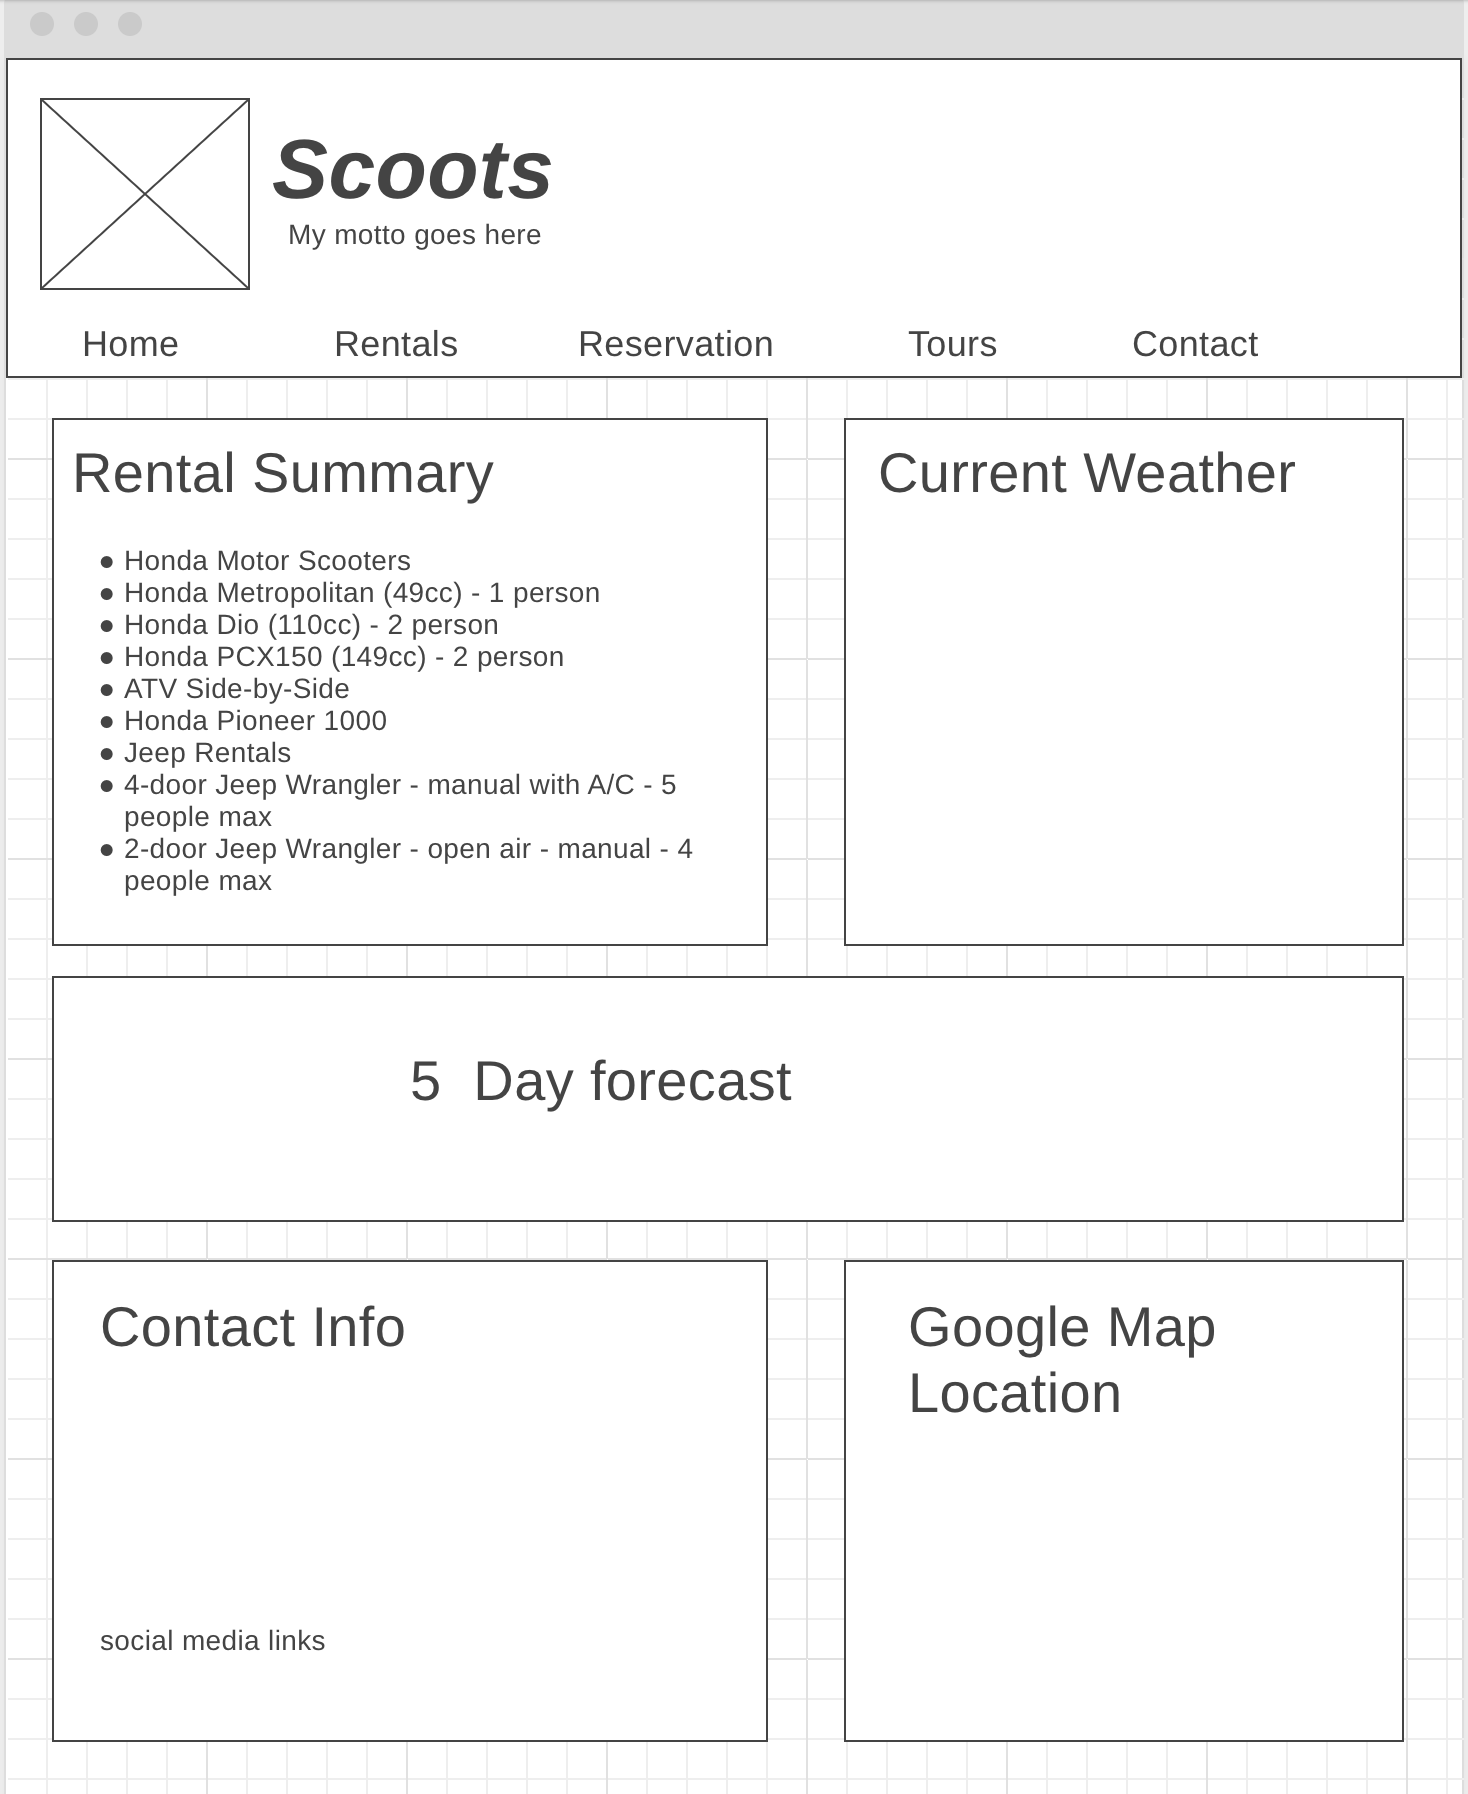 Scoots
My motto goes here
Home Rentals Reservation Tours Contact
Rental Summary
● Honda Motor Scooters
● Honda Metropolitan (49cc) - 1 person
● Honda Dio (110cc) - 2 person
● Honda PCX150 (149cc) - 2 person
● ATV Side-by-Side
● Honda Pioneer 1000
● Jeep Rentals
● 4-door Jeep Wrangler - manual with A/C - 5
people max
● 2-door Jeep Wrangler - open air - manual - 4
people max
Current Weather
5  Day forecast
Contact Info
social media links
Google Map
Location